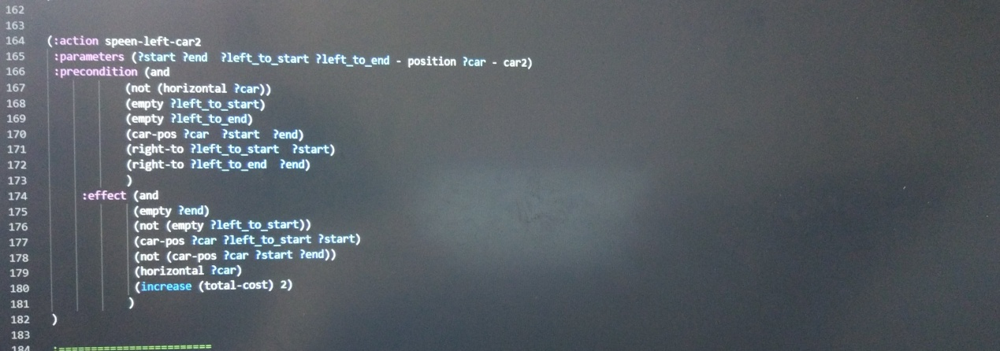 162
163
164 (:action speen-left-car2
165 :parameters (?start ?end ?left_to_start ?left_to_end - position ?car - car2)
166 :precondition (and
167 (not (horizontal ?car))
168 (empty ?left_to_start)
169 (empty ?left_to_end)
170 (car-pos ?car ?start ?end)
171 (right-to ?left_to_start ?start)
172 (right-to ?left_to_end ?end)
173 )
174 :effect (and
175 (empty ?end)
176 (not (empty ?left_to_start))
177 (car-pos ?car ?left_to_start ?start)
178 (not (car-pos ?car ?start ?end))
179 (horizontal ?car)
180 (increase (total-cost) 2)
181 )
182 )
183
184 ;========================